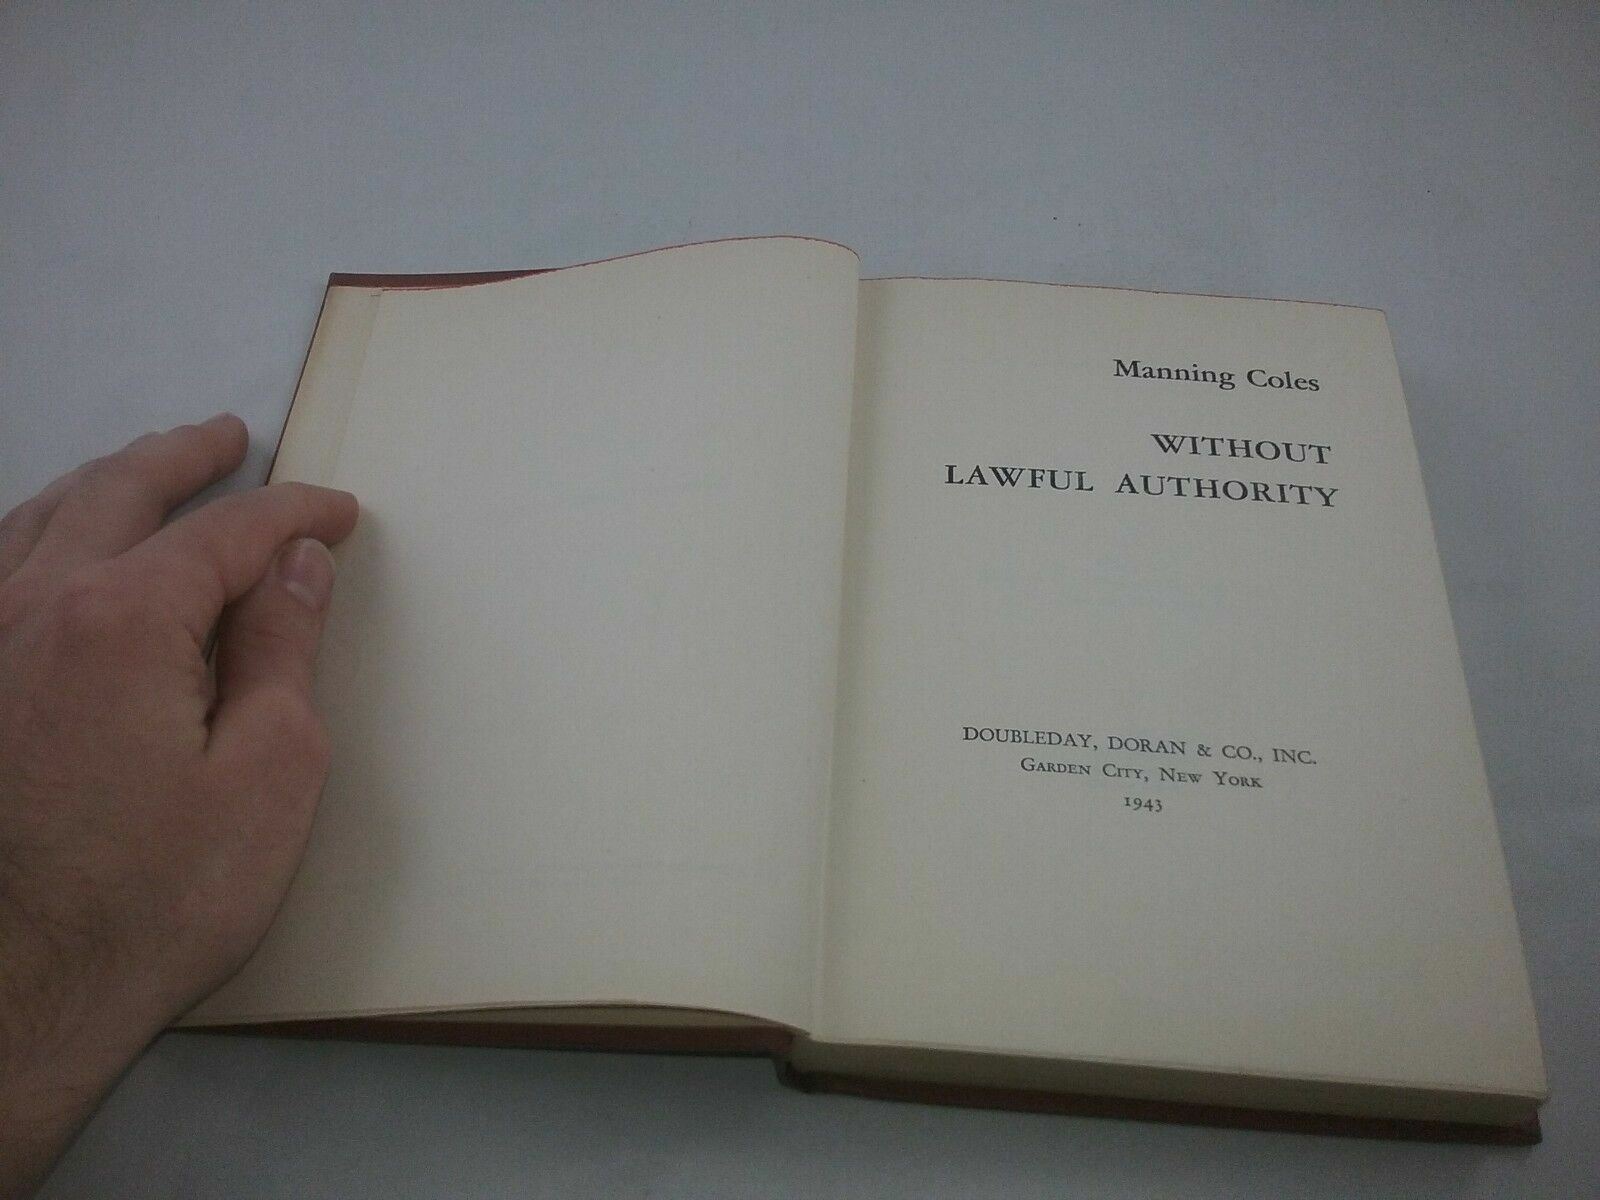 Manning Coles
WITHOUT
LAWFUL AUTHORITY
DOUBLEDAY, DORAN & CO., INC.
Garden City, New York
1943